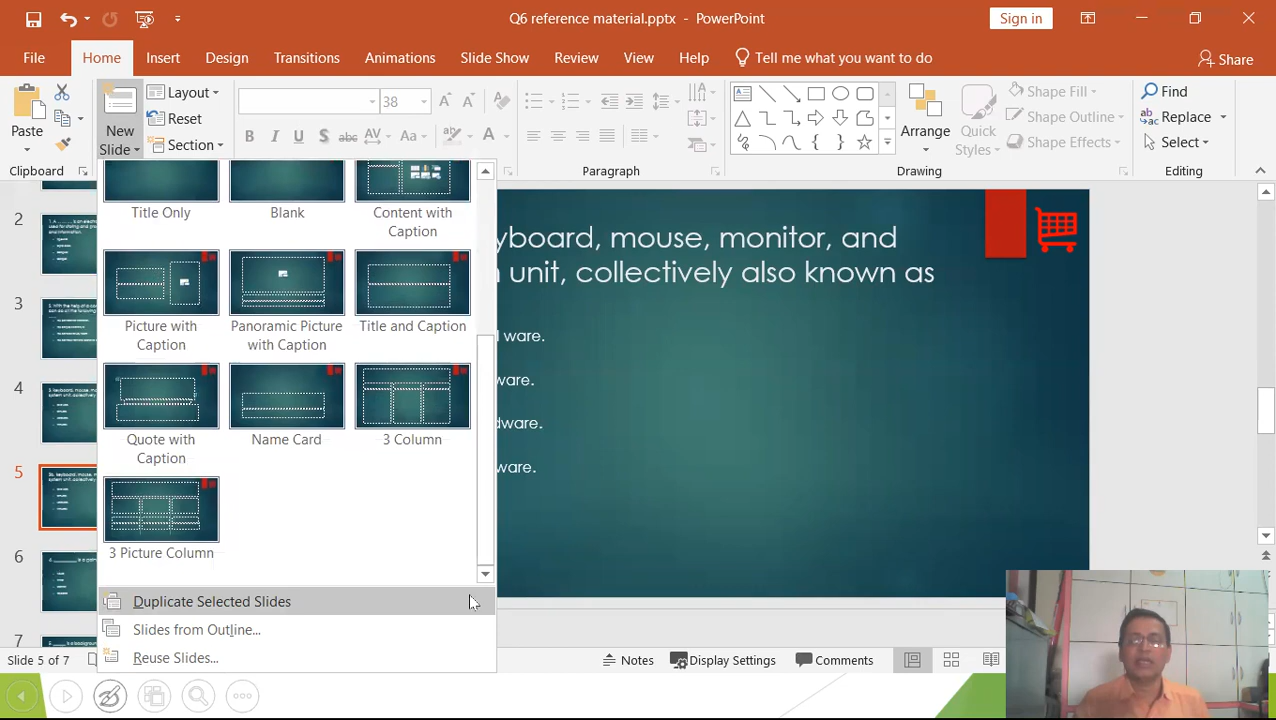 Q6 reference material.pptx - PowerPoint
Sign in
File Home Insert Design Transitions Animations Slide Show Review View Help Tell me what you want to do Share
Paste
Clipboard
New
Slide
Layout
Reset
Section
38
B I U S abc AV Aa A
Paragraph
Arrange
Quick
Styles
Shape Fill
Shape Outline
Shape Effects
Drawing
Find
Replace
Select
Editing
Title Only
Blank
Content with
Caption
Picture with
Caption
Panoramic Picture
with Caption
Title and Caption
Quote with
Caption
Name Card
3 Column
3 Picture Column
Duplicate Selected Slides
Slides from Outline...
Reuse Slides...
2
3
4
5
6
7
yboard, mouse, monitor, and
unit, collectively also known as
ware.
ware.
dware.
ware.
Slide 5 of 7
Notes
Display Settings
Comments